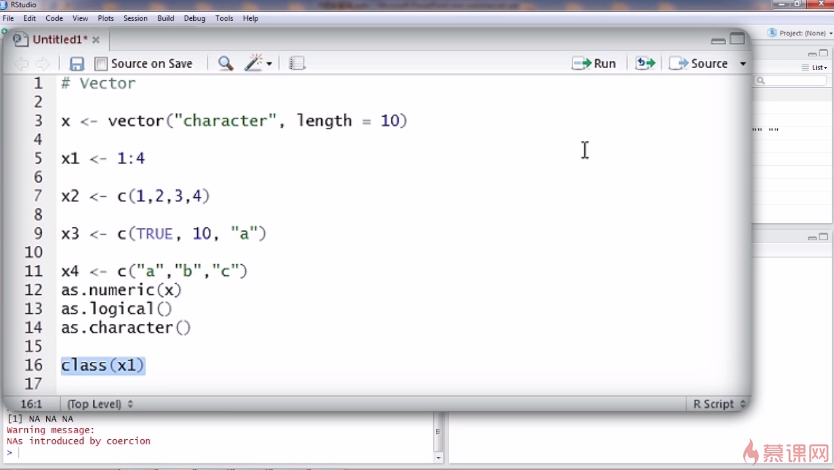 RStudio
File Edit Code View Plots Session Build Debug Tools Help
Project: (None)
Untitled1*
Source on Save
Run
Source
List
1 # Vector
2
3 x <- vector("character", length = 10)
4
5 x1 <- 1:4
6
7 x2 <- c(1,2,3,4)
8
9 x3 <- c(TRUE, 10, "a")
10
11 x4 <- c("a","b","c")
12 as.numeric(x)
13 as.logical()
14 as.character()
15
16 class(x1)
17
"" ""
16:1 (Top Level) R Script
[1] NA NA NA
Warning message:
NAs introduced by coercion
>
慕课网